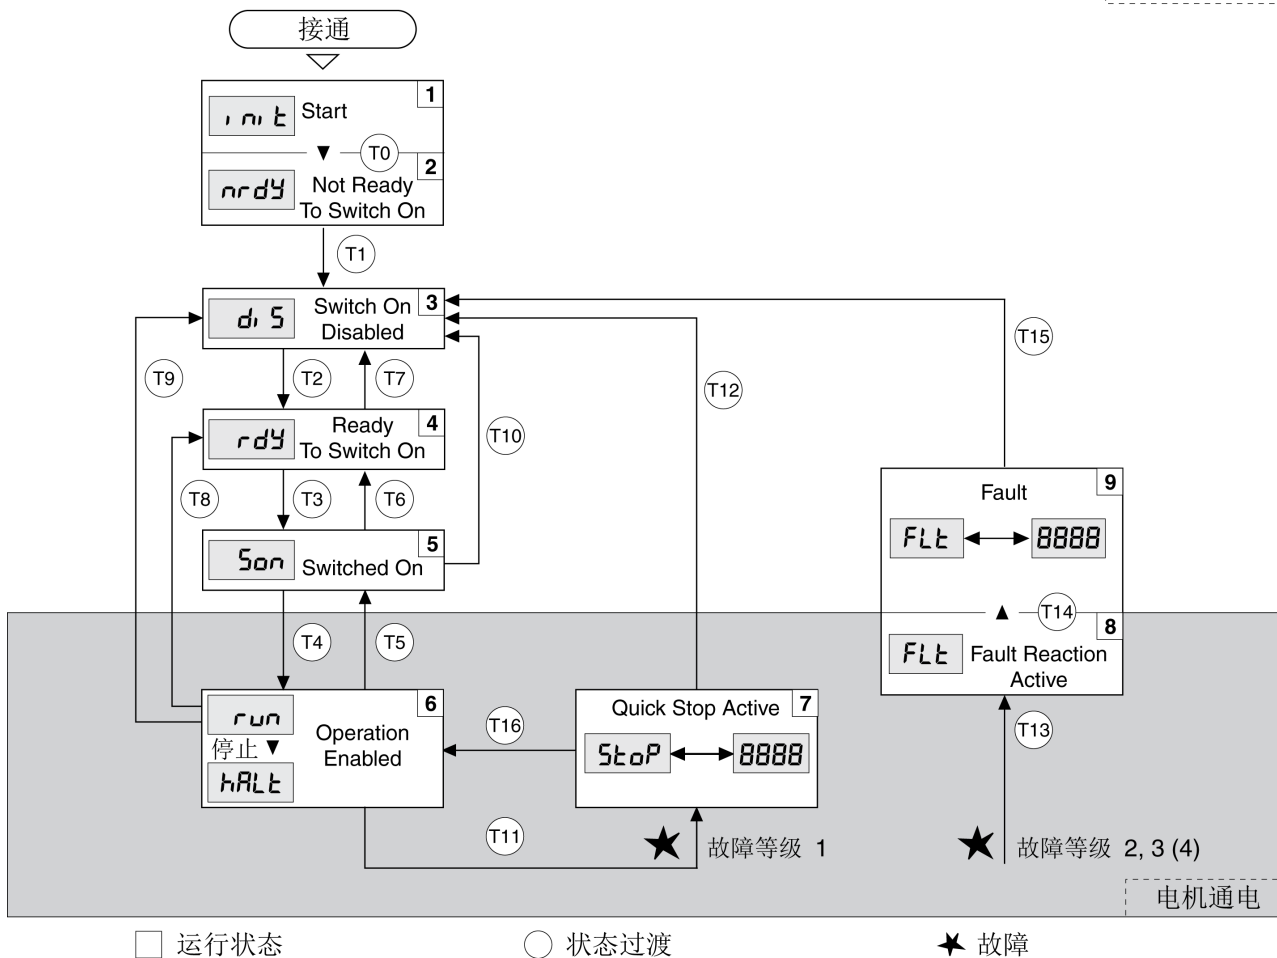 接通
1
init Start
T0
2
nrdy Not Ready
To Switch On
T1
3
diS Switch On
Disabled
T15
T9
T2
T7
T12
4
rdy Ready
To Switch On
T10
T8
T3
T6
9
Fault
FLt 8888
5
Son Switched On
T14
8
FLt Fault Reaction
Active
T4
T5
6
run
停止
hALt
Operation
Enabled
T16
7
Quick Stop Active
StoP 8888
T13
T11
故障等级 1
故障等级 2, 3 (4)
电机通电
运行状态
状态过渡
故障